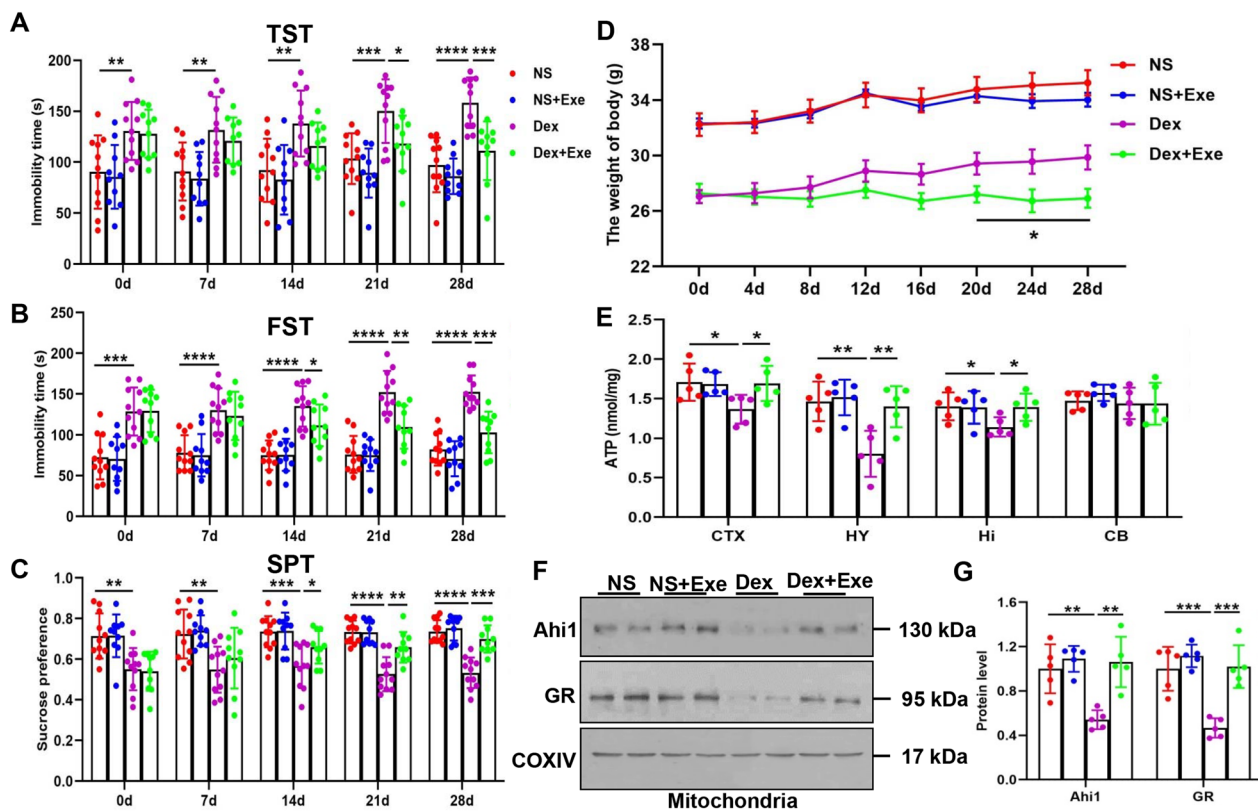 A
TST
** ** ** *** * **** ***
Immobility time (s)
200
150
100
50
0
0d 7d 14d 21d 28d
NS
NS+Exe
Dex
Dex+Exe
B
FST
*** **** **** * **** ** **** ***
Immobility time (s)
250
200
150
100
50
0
0d 7d 14d 21d 28d
C
SPT
** ** *** * **** ** **** ***
Sucrose preference
1.0
0.8
0.6
0.4
0.2
0.0
0d 7d 14d 21d 28d
D
The weight of body (g)
38
34
30
26
22
*
0d 4d 8d 12d 16d 20d 24d 28d
NS
NS+Exe
Dex
Dex+Exe
E
* * ** ** * *
ATP (nmol/mg)
2.5
2.0
1.5
1.0
0.5
0.0
CTX HY Hi CB
F
NS NS+Exe Dex Dex+Exe
Ahi1 130 kDa
GR 95 kDa
COXIV 17 kDa
Mitochondria
G
** ** *** ***
Protein level
1.6
1.2
0.8
0.4
0.0
Ahi1 GR